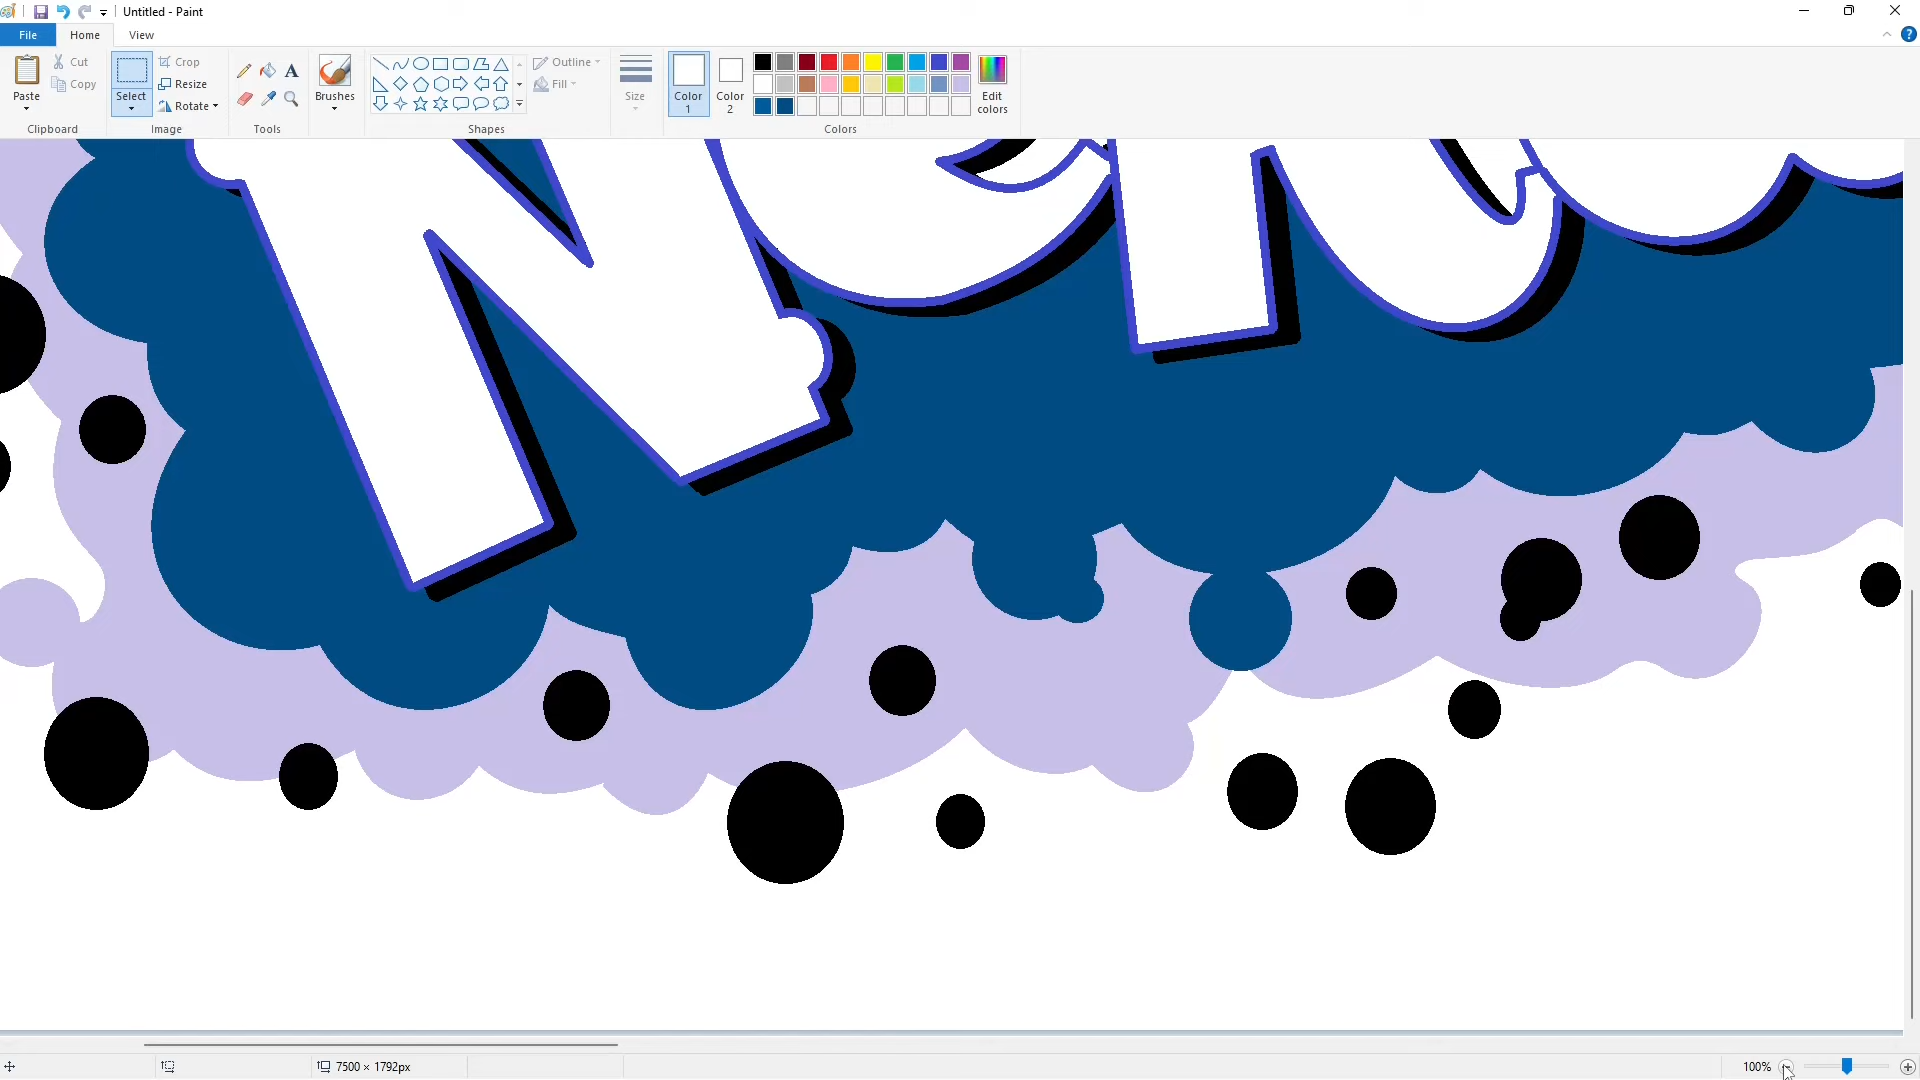 Untitled - Paint
File Home View
Paste
Cut
Copy
Clipboard
Select
Crop
Resize
Rotate
Image
A
Tools
Brushes
Shapes
Outline
Fill
Size
Color 1
Color 2
Edit colors
Colors
7500 × 1792px
100%